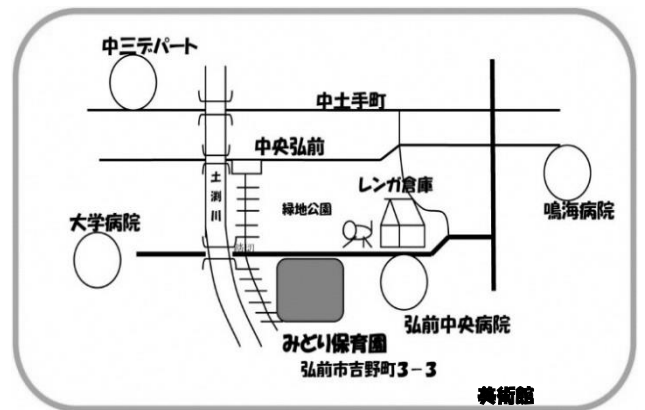 中三デパート
中土手町
中央弘前
土渕川
レンガ倉庫
緑地公園
鳴海病院
大学病院
踏切
弘前中央病院
みどり保育園
弘前市吉野町3-3
美術館